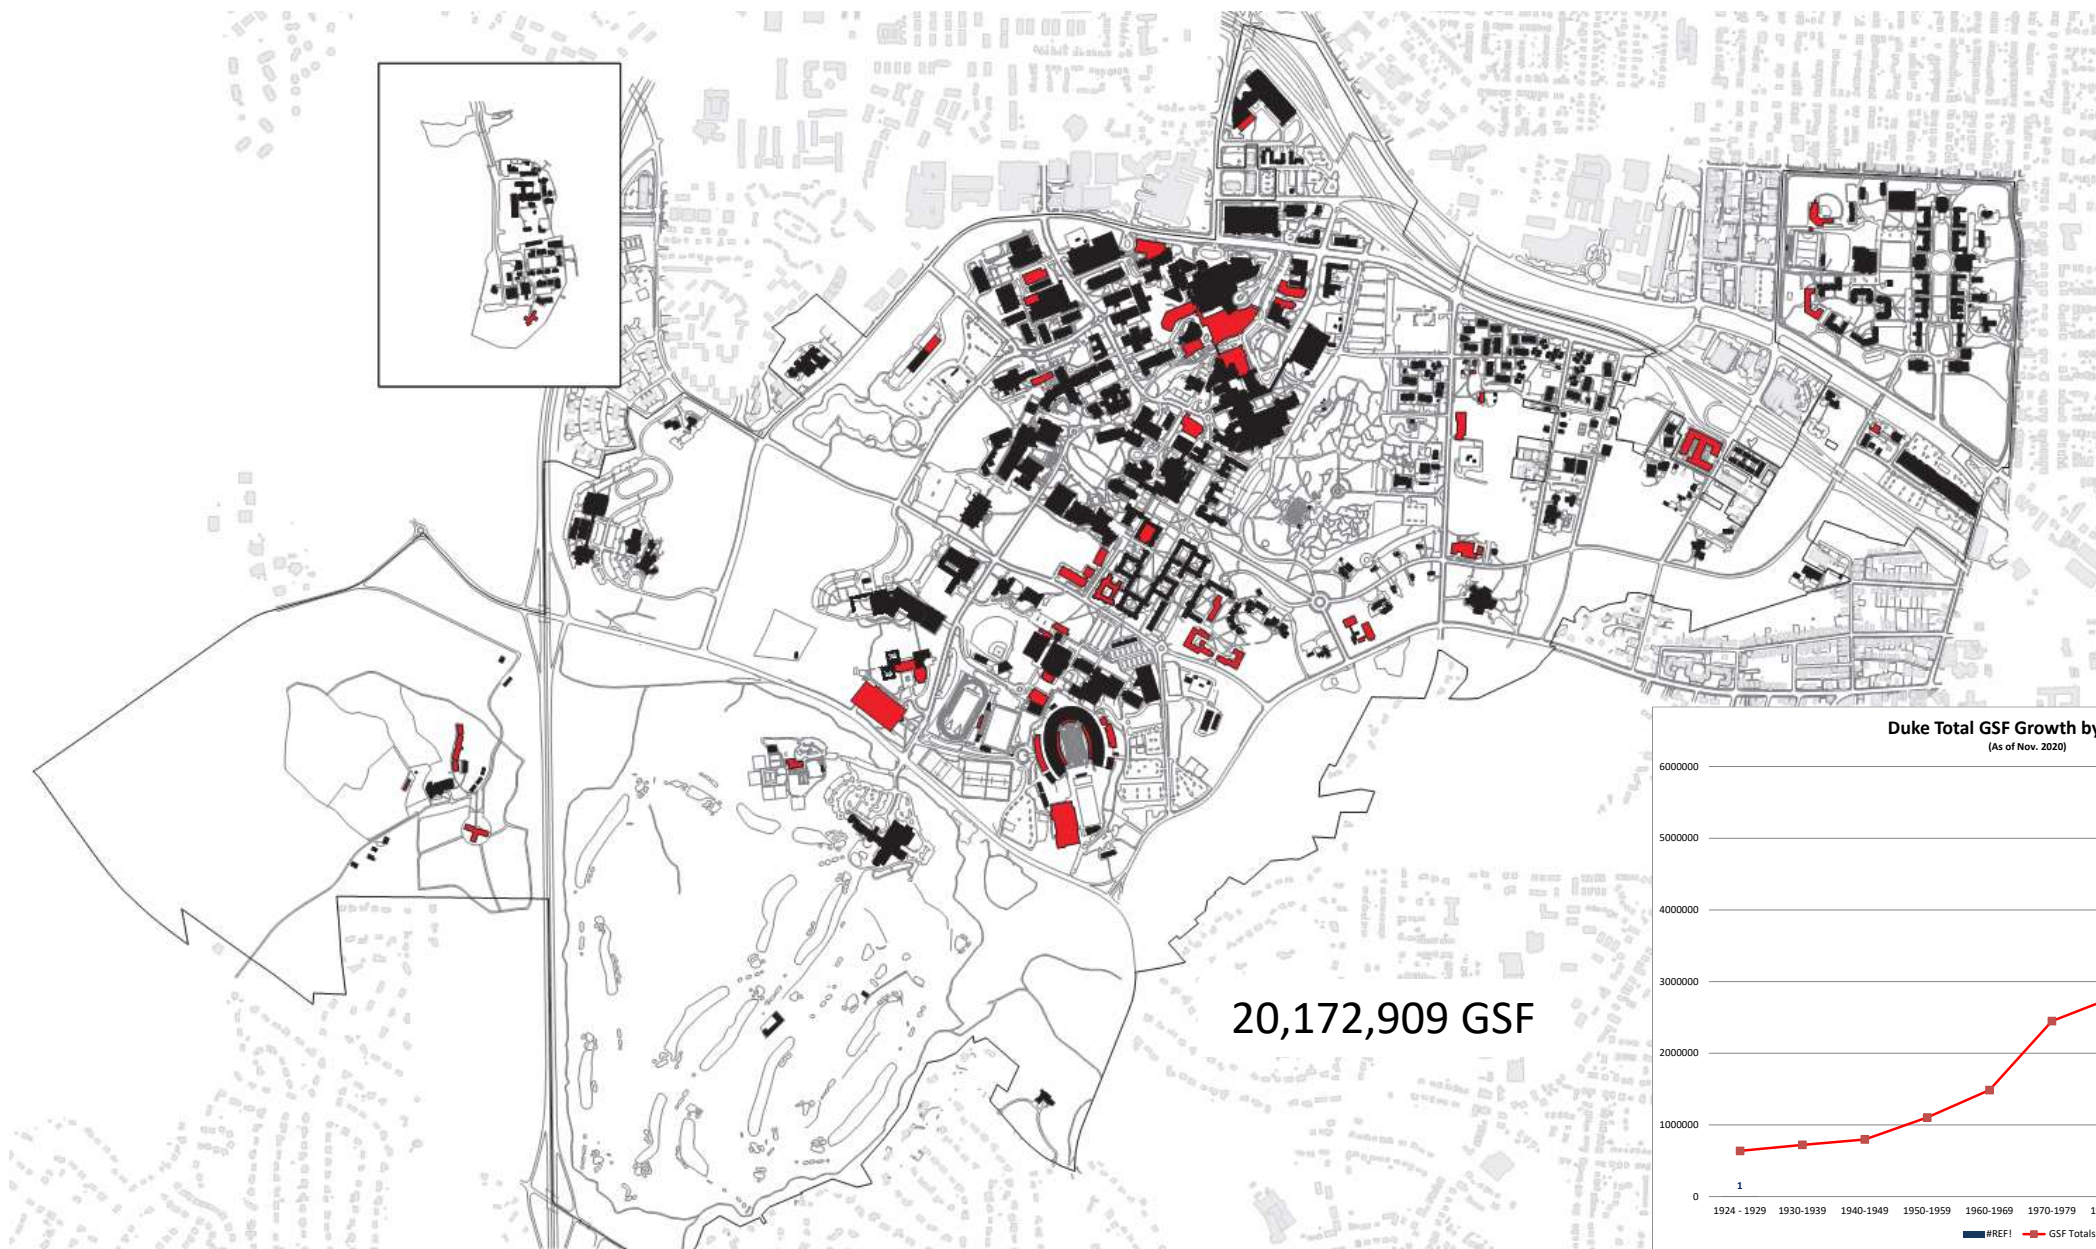 20,172,909 GSF
Duke Total GSF Growth by
(As of Nov. 2020)
6000000
5000000
4000000
3000000
2000000
1000000
0
1
1924 - 1929 1930-1939 1940-1949 1950-1959 1960-1969 1970-1979 1
#REF! GSF Totals